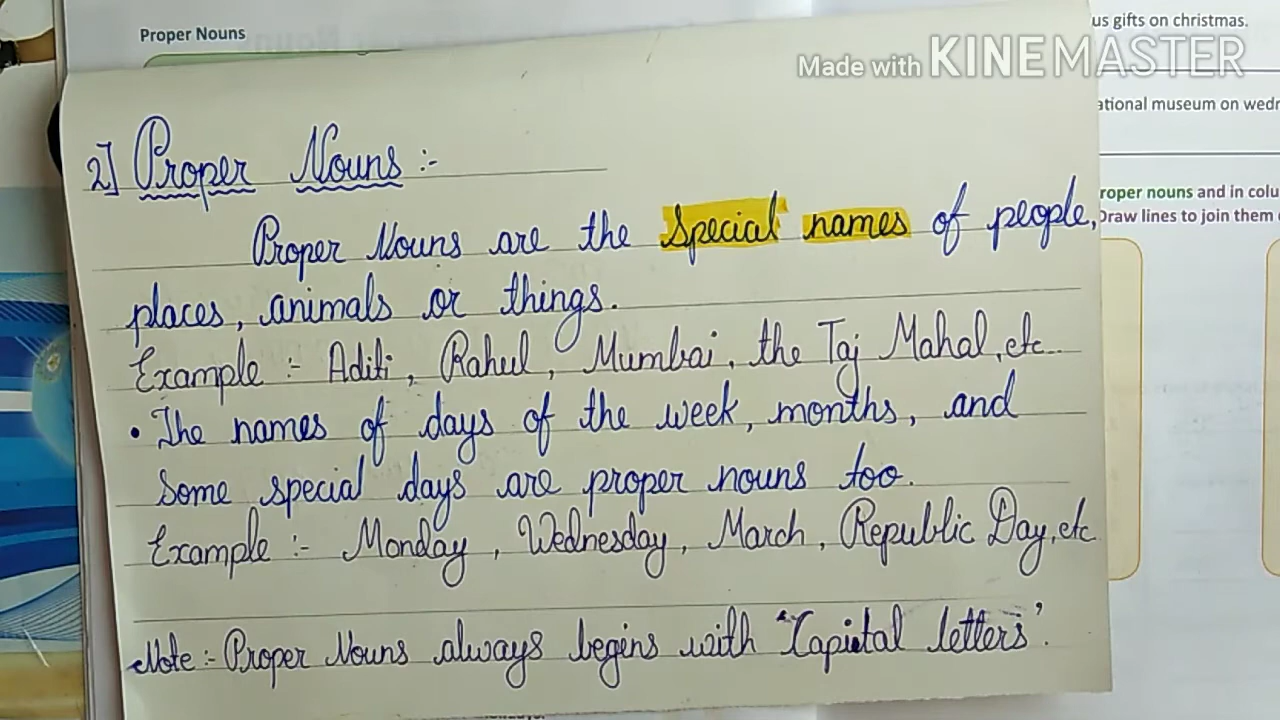 Proper Nouns
us gifts on christmas.
Made with KINEMASTER
ational museum on wedn
2] Proper Nouns :-
roper nouns and in colu
Draw lines to join them
Proper Nouns are the special names of people,
places, animals or things.
Example :- Aditi, Rahul, Mumbai, the Taj Mahal, etc..
• The names of days of the week, months, and
some special days are proper nouns too.
Example :- Monday, Wednesday, March, Republic Day, etc
Note :- Proper Nouns always begins with "Capital letters".